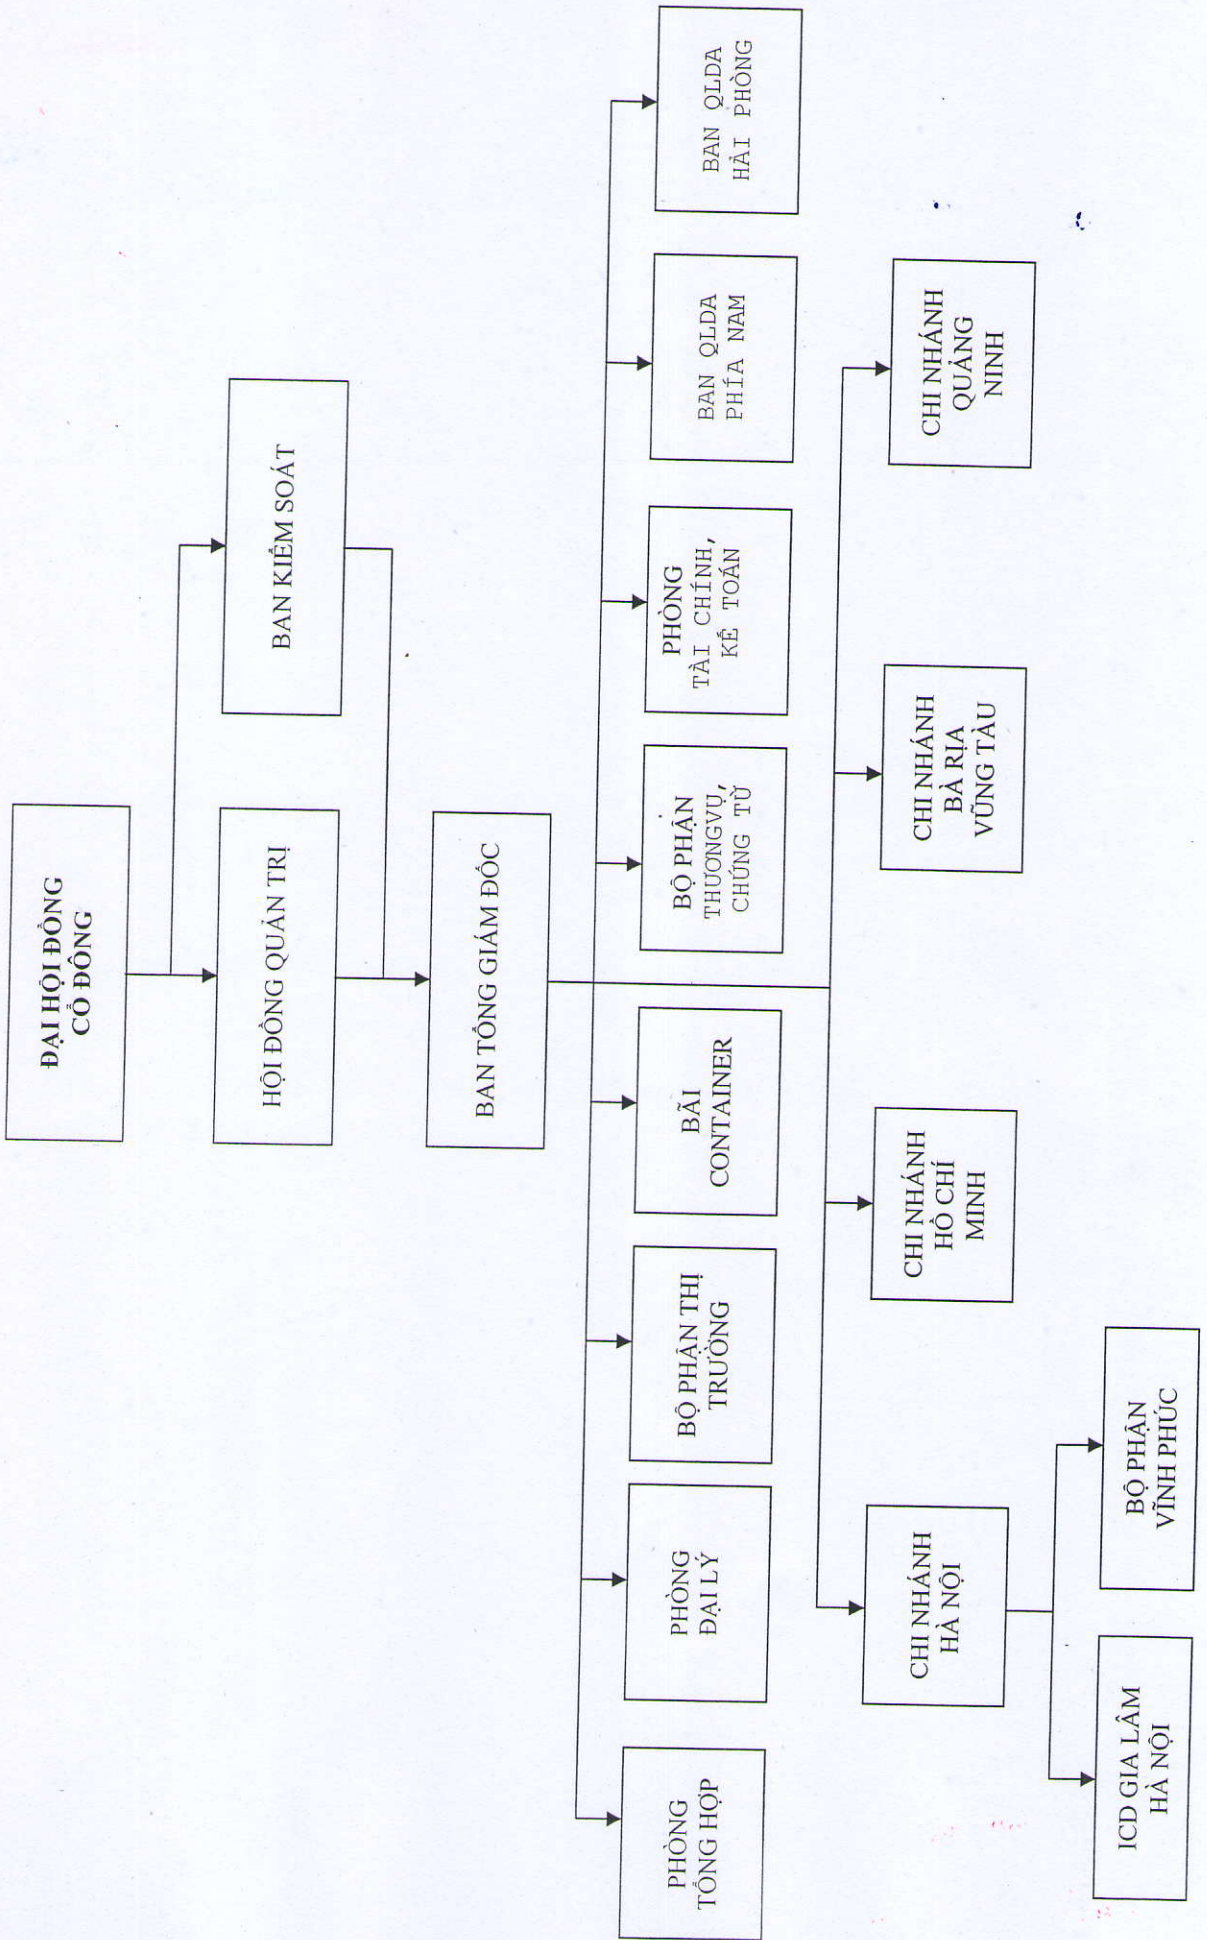 ĐẠI HỘI ĐỒNG
CỔ ĐÔNG
HỘI ĐỒNG QUẢN TRỊ
BAN KIỂM SOÁT
BAN TỔNG GIÁM ĐỐC
PHÒNG
TỔNG HỢP
PHÒNG
ĐẠI LÝ
BỘ PHẬN THỊ
TRƯỜNG
BÃI
CONTAINER
BỘ PHẬN
THƯƠNGVỤ,
CHỨNG TỪ
PHÒNG
TÀI CHÍNH,
KẾ TOÁN
BAN QLDA
PHÍA NAM
BAN QLDA
HẢI PHÒNG
CHI NHÁNH
HÀ NỘI
CHI NHÁNH
HỒ CHÍ
MINH
CHI NHÁNH
BÀ RỊA
VŨNG TÀU
CHI NHÁNH
QUẢNG
NINH
ICD GIA LÂM
HÀ NỘI
BỘ PHẬN
VĨNH PHÚC